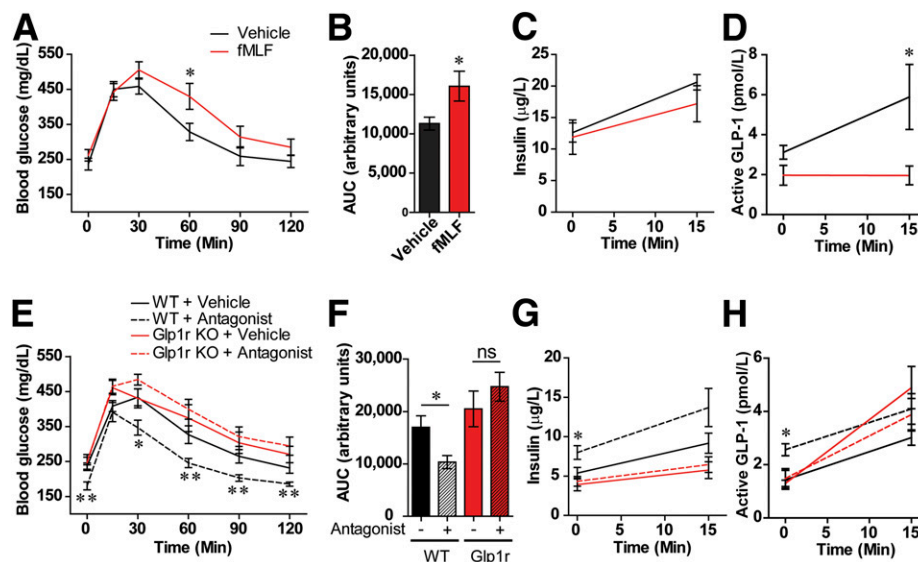 A
Vehicle
fMLF
Blood glucose (mg/dL)
550
450
350
250
150
*
0 30 60 90 120
Time (Min)
B
AUC (arbitrary units)
20,000
15,000
10,000
5,000
0
*
Vehicle
fMLF
C
Insulin (μg/L)
25
20
15
10
5
0
0 5 10 15
Time (Min)
D
Active GLP-1 (pmol/L)
8
6
4
2
0
*
0 5 10 15
Time (Min)
E
WT + Vehicle
WT + Antagonist
Glp1r KO + Vehicle
Glp1r KO + Antagonist
Blood glucose (mg/dL)
550
450
350
250
150
** * ** ** **
0 30 60 90 120
Time (Min)
F
AUC (arbitrary units)
30,000
20,000
10,000
0
* ns
Antagonist - + - +
WT Glp1r
G
Insulin (μg/L)
20
15
10
5
0
*
0 5 10 15
Time (Min)
H
Active GLP-1 (pmol/L)
6
4
2
0
*
0 5 10 15
Time (Min)